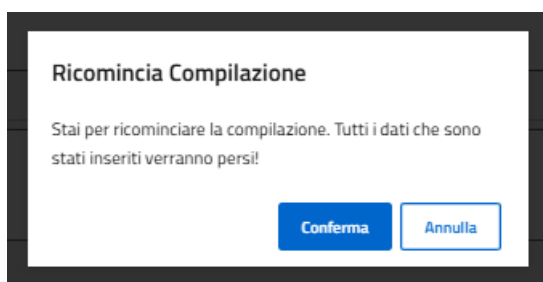 Ricomincia Compilazione
Stai per ricominciare la compilazione. Tutti i dati che sono
stati inseriti verranno persi!
Conferma
Annulla